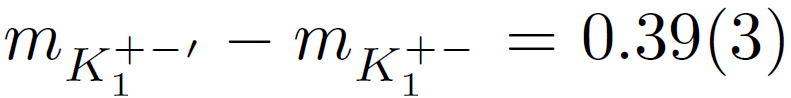 $m_{K_1^{+-\prime}} - m_{K_1^{+-}} = 0.39(3)$